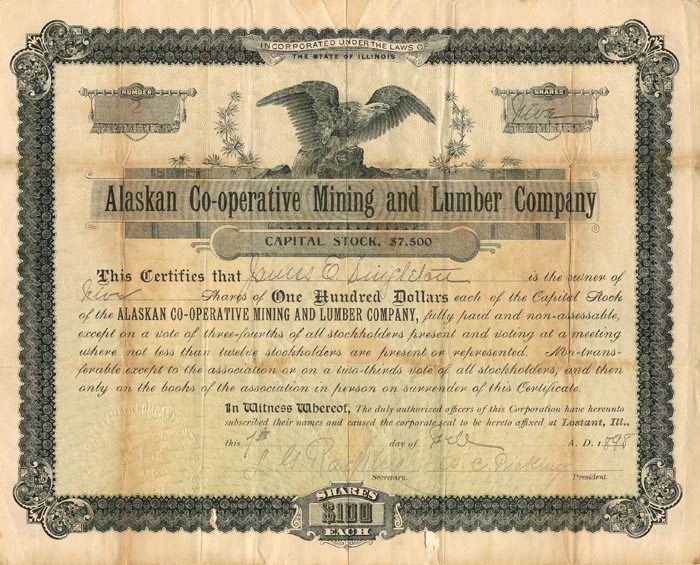 INCORPORATED UNDER THE LAWS OF
THE STATE OF ILLINOIS
NUMBER
2
SHARES
Five
Alaskan Co-operative Mining and Lumber Company
CAPITAL STOCK, $7,500
This Certifies that James E Singleton is the owner of
Five Shares of One Hundred Dollars each of the Capital Stock
of the ALASKAN CO-OPERATIVE MINING AND LUMBER COMPANY, fully paid and non-assessable,
except on a vote of three-fourths of all stockholders present and voting at a meeting
where not less than twelve stockholders are present or represented. Non-trans-
ferable except to the association or on a two-thirds vote of all stockholders, and then
only on the books of the association in person on surrender of this Certificate.
In Witness Whereof, The duly authorized officers of this Corporation have hereunto
subscribed their names and caused the corporate seal to be hereto affixed at Lostant, Ill.,
this 1st day of A. D. 1898
Secretary. President.
SHARES
$100
EACH